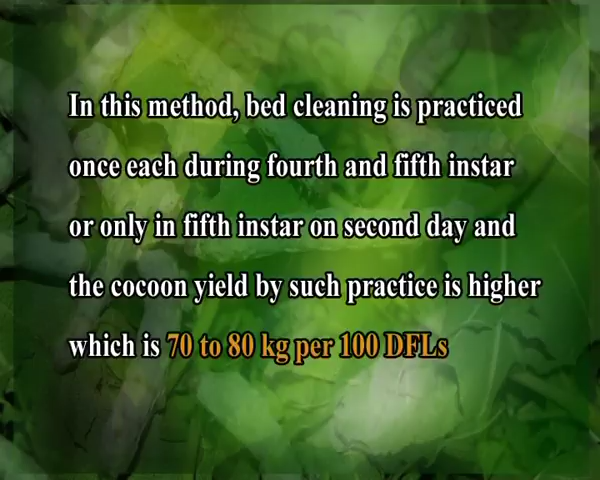 In this method, bed cleaning is practiced
once each during fourth and fifth instar
or only in fifth instar on second day and
the cocoon yield by such practice is higher
which is 70 to 80 kg per 100 DFLs